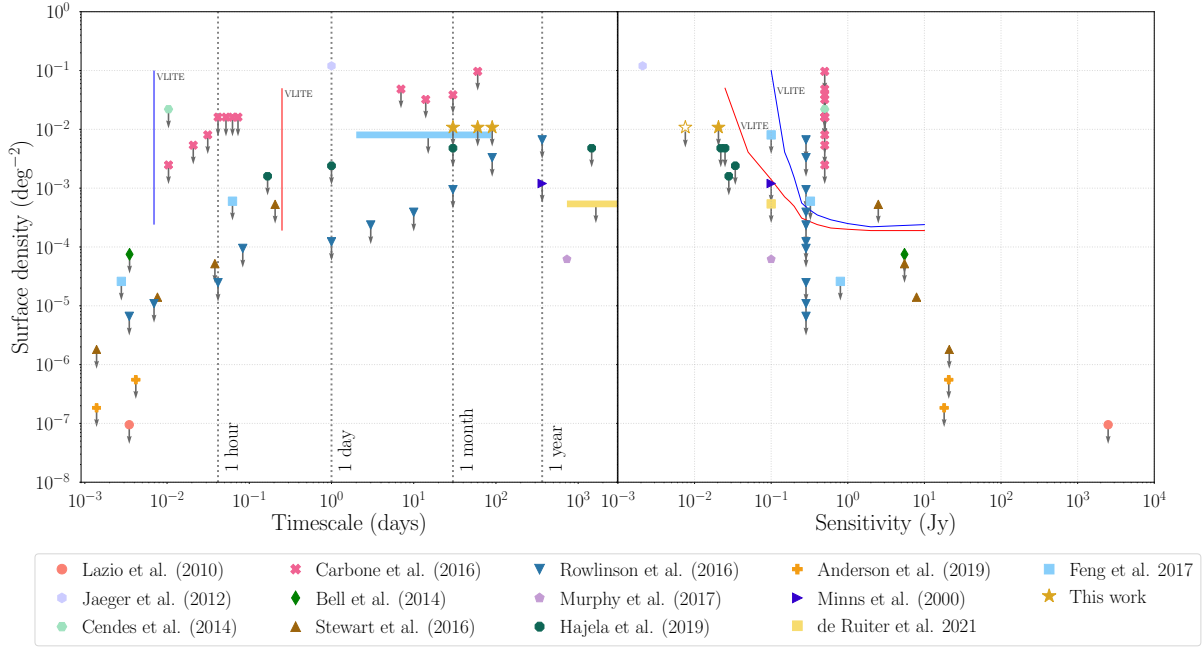 10^0
10^-1
10^-2
10^-3
10^-4
10^-5
10^-6
10^-7
10^-8
Surface density (deg^-2)
VLITE
VLITE
VLITE
VLITE
1 hour
1 day
1 month
1 year
10^-3 10^-2 10^-1 10^0 10^1 10^2 10^3
Timescale (days)
10^-3 10^-2 10^-1 10^0 10^1 10^2 10^3 10^4
Sensitivity (Jy)
Lazio et al. (2010)
Jaeger et al. (2012)
Cendes et al. (2014)
Carbone et al. (2016)
Bell et al. (2014)
Stewart et al. (2016)
Rowlinson et al. (2016)
Murphy et al. (2017)
Hajela et al. (2019)
Anderson et al. (2019)
Minns et al. (2000)
de Ruiter et al. 2021
Feng et al. 2017
This work